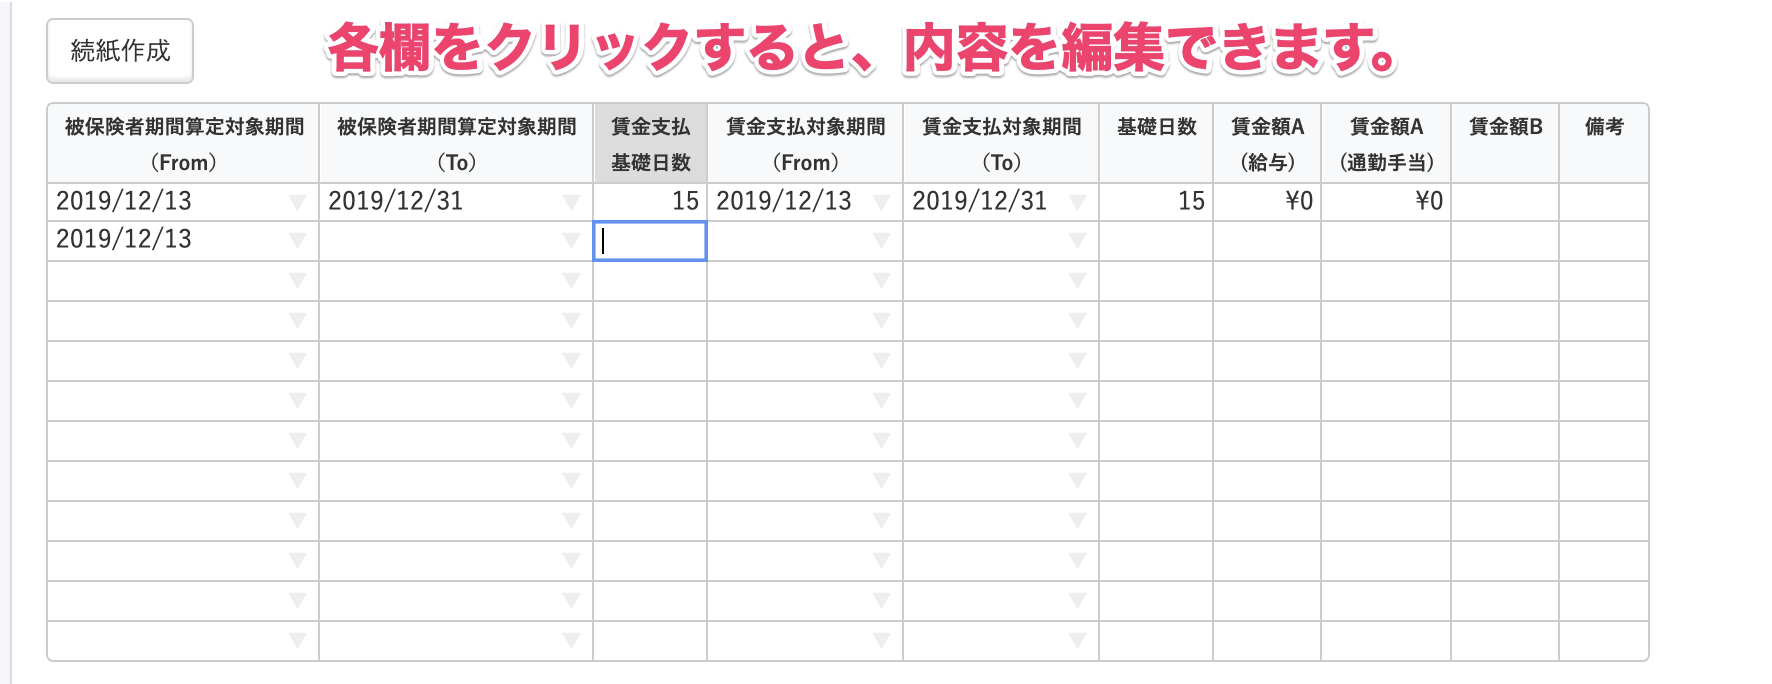 続紙作成
各欄をクリックすると、内容を編集できます。
被保険者期間算定対象期間
（From）
被保険者期間算定対象期間
（To）
賃金支払
基礎日数
賃金支払対象期間
（From）
賃金支払対象期間
（To）
基礎日数
賃金額A
（給与）
賃金額A
（通勤手当）
賃金額B
備考
2019/12/13 2019/12/31 15 2019/12/13 2019/12/31 15 ¥0 ¥0
2019/12/13